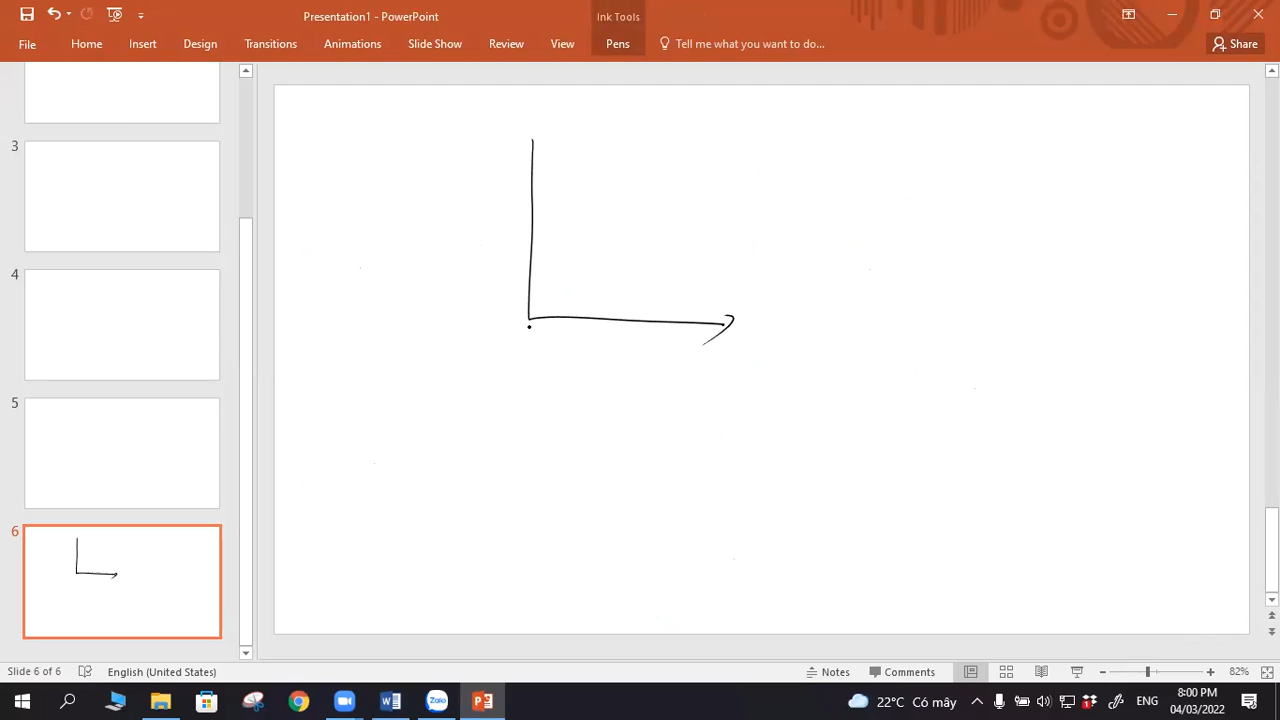 Presentation1 - PowerPoint
Ink Tools
File
Home
Insert
Design
Transitions
Animations
Slide Show
Review
View
Pens
Tell me what you want to do...
Share
3
4
5
6
Slide 6 of 6
English (United States)
Notes
Comments
82%
Zalo
22°C Có mây
ENG
8:00 PM
04/03/2022